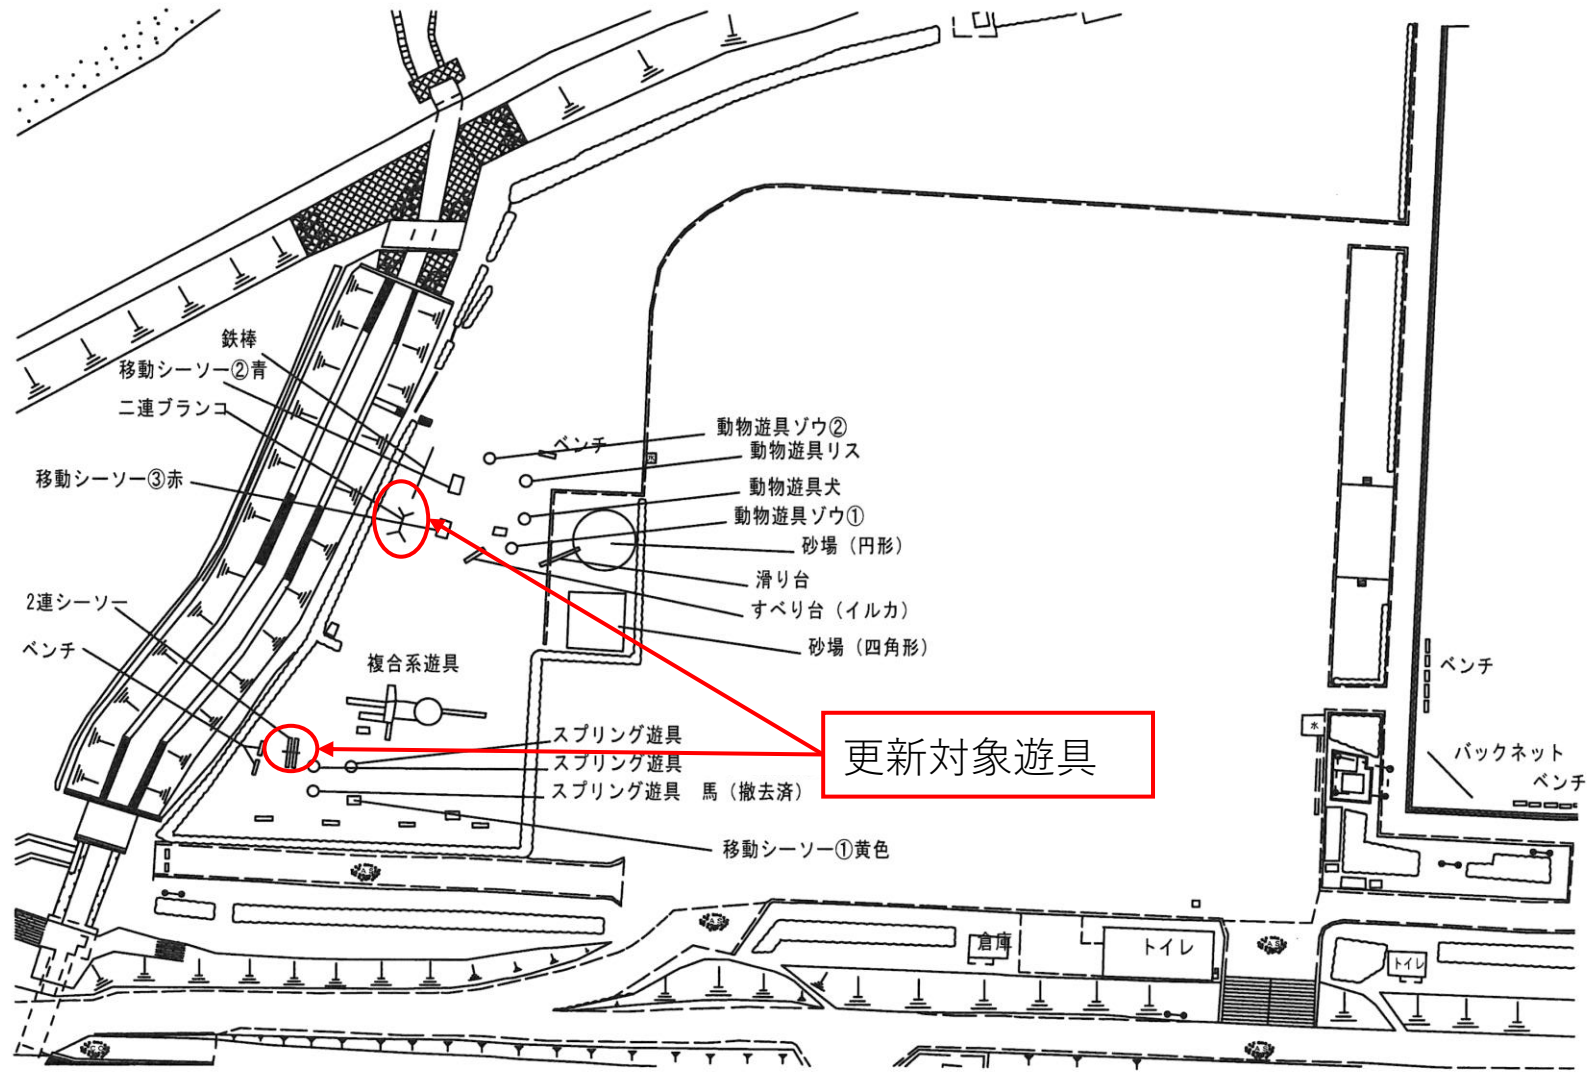 鉄棒
移動シーソー②青
二連ブランコ
移動シーソー③赤
ベンチ
動物遊具ゾウ②
動物遊具リス
動物遊具犬
動物遊具ゾウ①
砂場（円形）
滑り台
すべり台（イルカ）
砂場（四角形）
水
2連シーソー
ベンチ
複合系遊具
スプリング遊具
スプリング遊具
スプリング遊具　馬（撤去済）
移動シーソー①黄色
更新対象遊具
ベンチ
水
バックネット
ベンチ
倉庫
トイレ
トイレ
AS
AS
AS
AS